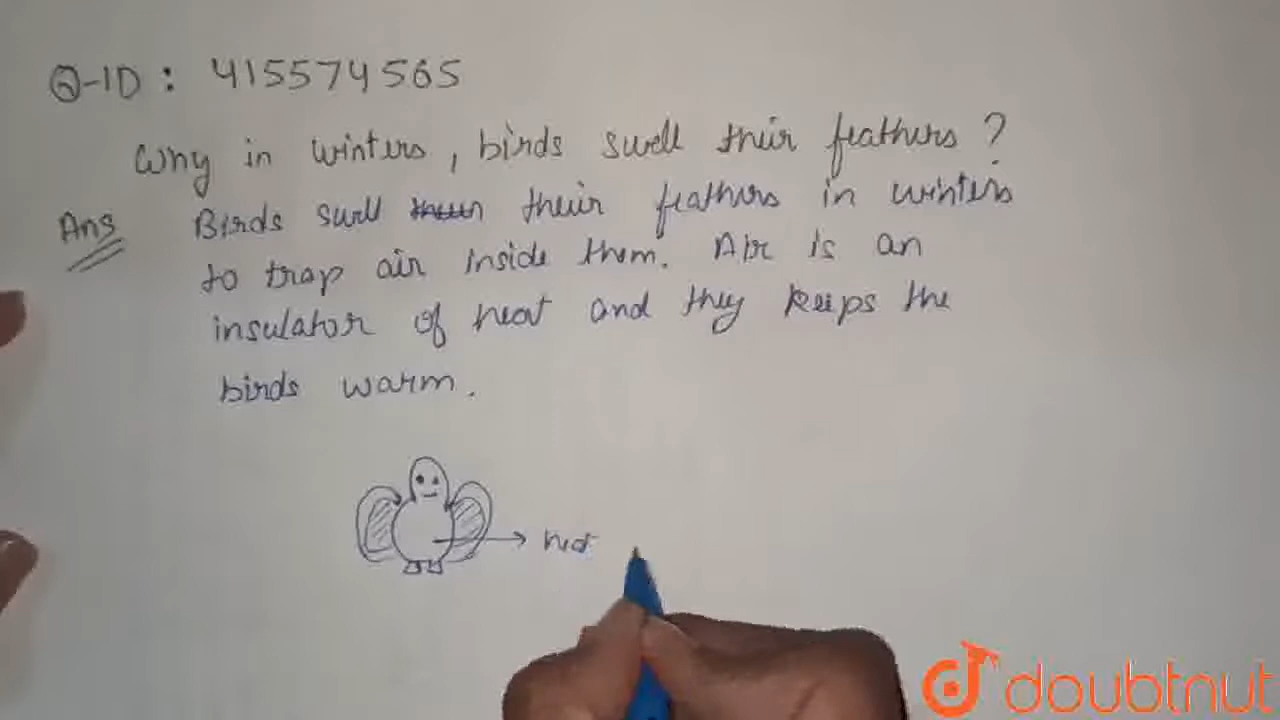 Q-ID : 415574565
Why in winters, birds swell their feathers?
Ans Birds swell their feathers in winters
to trap air inside them. Air is an
insulator of heat and they keeps the
birds warm.
heat
doubtnut